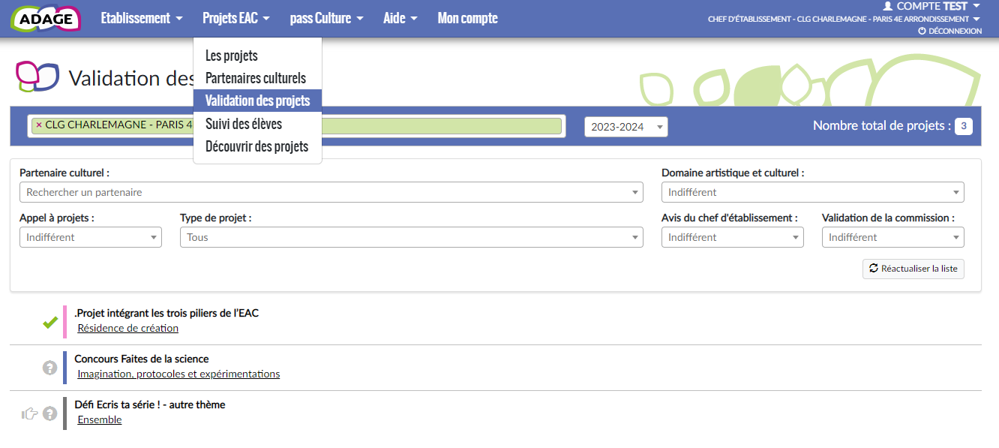 ADAGE
Etablissement
Projets EAC
pass Culture
Aide
Mon compte
COMPTE TEST
CHEF D'ÉTABLISSEMENT - CLG CHARLEMAGNE - PARIS 4E ARRONDISSEMENT
DÉCONNEXION
Les projets
Partenaires culturels
Validation des projets
Suivi des élèves
Découvrir des projets
Validation des
× CLG CHARLEMAGNE - PARIS 4
2023-2024
Nombre total de projets : 3
Partenaire culturel :
Domaine artistique et culturel :
Rechercher un partenaire
Indifférent
Appel à projets :
Type de projet :
Avis du chef d'établissement :
Validation de la commission :
Indifférent
Tous
Indifférent
Indifférent
Réactualiser la liste
.Projet intégrant les trois piliers de l'EAC
Résidence de création
Concours Faites de la science
Imagination, protocoles et expérimentations
Défi Ecris ta série ! - autre thème
Ensemble